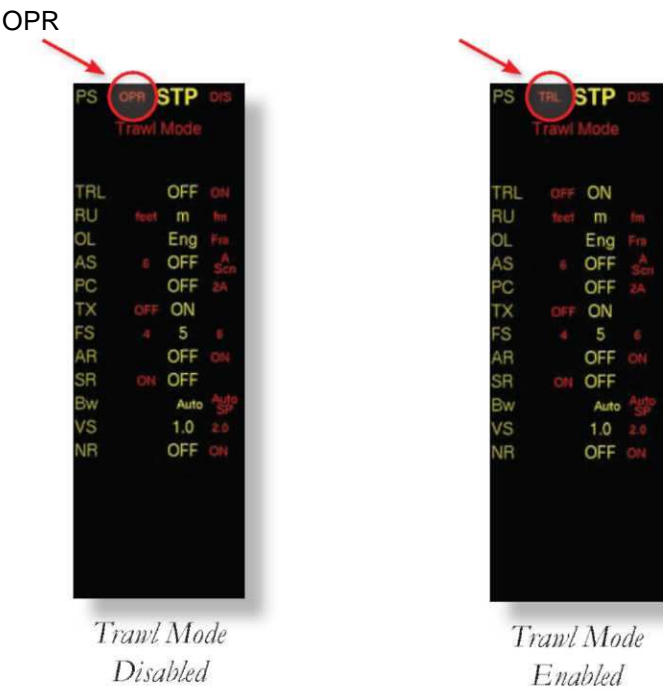 OPR
PS OPR STP DIS
Trawl Mode
TRL OFF ON
RU feet m fm
OL Eng Fra
AS 6 OFF A Scn
PC OFF 2A
TX OFF ON
FS 4 5 6
AR OFF ON
SR ON OFF
Bw Auto Auto SP
VS 1.0 2.0
NR OFF ON
Trawl Mode
Disabled
PS TRL STP DIS
Trawl Mode
TRL OFF ON
RU feet m fm
OL Eng Fra
AS 6 OFF A Scn
PC OFF 2A
TX OFF ON
FS 4 5 6
AR OFF ON
SR ON OFF
Bw Auto Auto SP
VS 1.0 2.0
NR OFF ON
Trawl Mode
Enabled